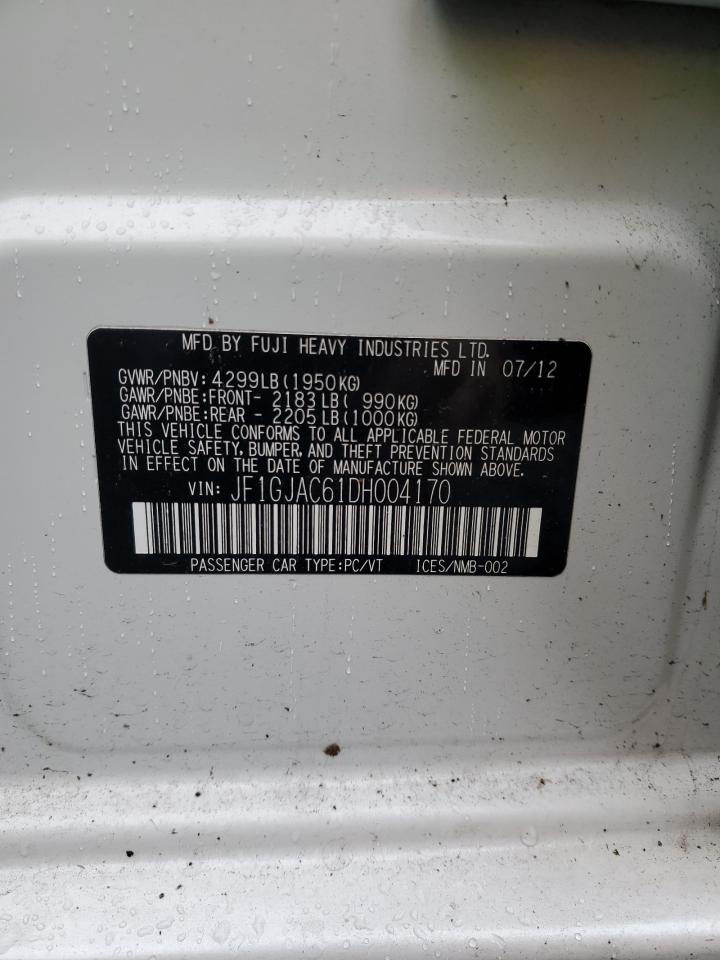 MFD BY FUJI HEAVY INDUSTRIES LTD.
MFD IN 07/12
GVWR/PNBV: 4299LB(1950KG)
GAWR/PNBE:FRONT- 2183LB( 990KG)
GAWR/PNBE:REAR - 2205LB(1000KG)
THIS VEHICLE CONFORMS TO ALL APPLICABLE FEDERAL MOTOR
VEHICLE SAFETY, BUMPER, AND THEFT PREVENTION STANDARDS
IN EFFECT ON THE DATE OF MANUFACTURE SHOWN ABOVE.
VIN: JF1GJAC61DH004170
PASSENGER CAR TYPE:PC/VT ICES/NMB-002